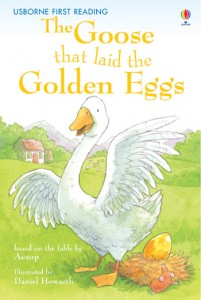 USBORNE FIRST READING
The Goose
that laid the
Golden Eggs
based on the fable by
Aesop
Illustrated by
Daniel Howarth